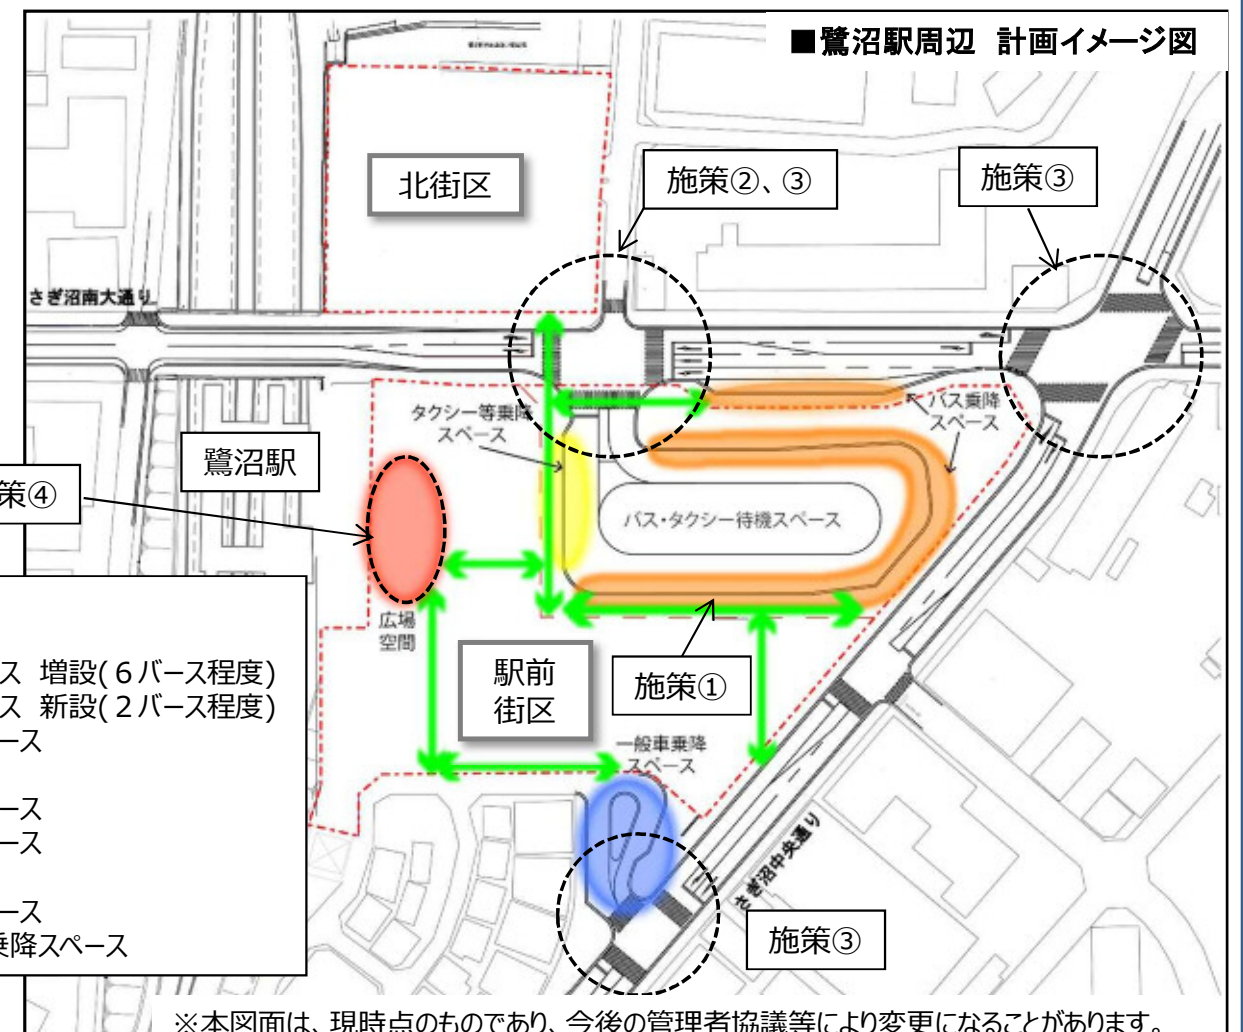 ■鷺沼駅周辺 計画イメージ図
北街区
施策②、③
施策③
さぎ沼南大通り
タクシー等乗降
スペース
バス乗降
スペース
鷺沼駅
策④
バス・タクシー待機スペース
広場
空間
駅前
街区
施策①
ス 増設(6バース程度)
ス 新設(2バース程度)
ース
ース
ース
ース
乗降スペース
一般車乗降
スペース
さぎ沼中央通り
施策③
※本図面は、現時点のものであり、今後の管理者協議等により変更になることがあります。